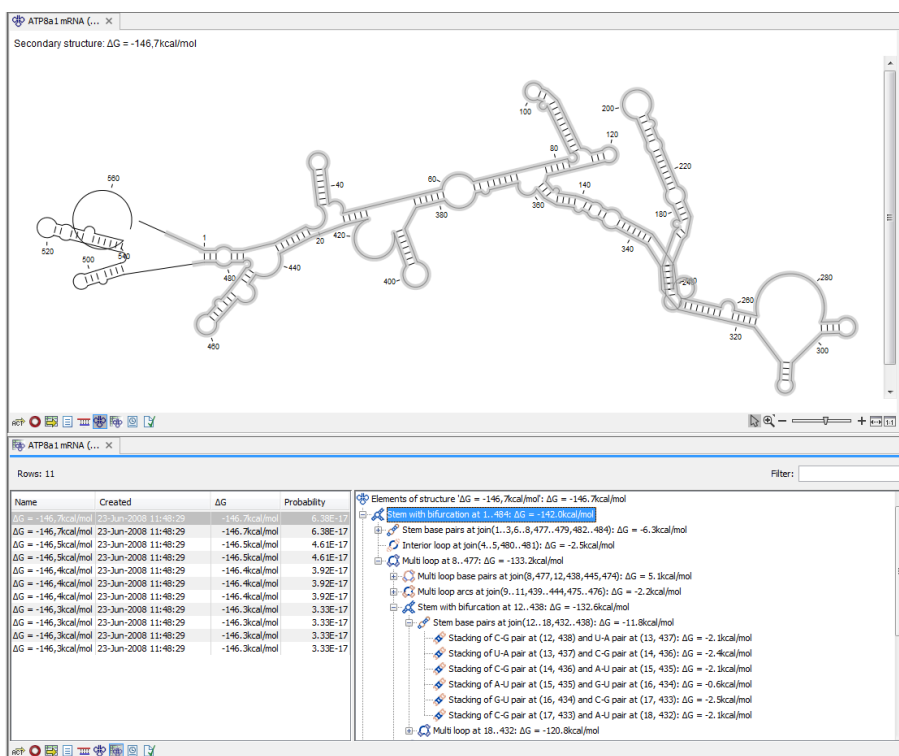 ATP8a1 mRNA (...
Secondary structure: ΔG = -146,7kcal/mol
100
200
120
80
220
60
40
140
560
180
360
380
1
20
420
340
520
500
540
440
240
280
480
400
260
320
300
460
1:1
ATP8a1 mRNA (...
Rows: 11
Filter:
Name Created ΔG Probability
ΔG = -146,7kcal/mol 23-Jun-2008 11:48:29 -146.7kcal/mol 6.38E-17
ΔG = -146,7kcal/mol 23-Jun-2008 11:48:29 -146.7kcal/mol 6.38E-17
ΔG = -146,5kcal/mol 23-Jun-2008 11:48:29 -146.5kcal/mol 4.61E-17
ΔG = -146,5kcal/mol 23-Jun-2008 11:48:29 -146.5kcal/mol 4.61E-17
ΔG = -146,4kcal/mol 23-Jun-2008 11:48:29 -146.4kcal/mol 3.92E-17
ΔG = -146,4kcal/mol 23-Jun-2008 11:48:29 -146.4kcal/mol 3.92E-17
ΔG = -146,4kcal/mol 23-Jun-2008 11:48:29 -146.4kcal/mol 3.92E-17
ΔG = -146,3kcal/mol 23-Jun-2008 11:48:29 -146.3kcal/mol 3.33E-17
ΔG = -146,3kcal/mol 23-Jun-2008 11:48:29 -146.3kcal/mol 3.33E-17
ΔG = -146,3kcal/mol 23-Jun-2008 11:48:29 -146.3kcal/mol 3.33E-17
ΔG = -146,3kcal/mol 23-Jun-2008 11:48:29 -146.3kcal/mol 3.33E-17
Elements of structure 'ΔG = -146,7kcal/mol': ΔG = -146.7kcal/mol
Stem with bifurcation at 1..484: ΔG = -142.0kcal/mol
Stem base pairs at join(1..3,6..8,477..479,482..484): ΔG = -6.3kcal/mol
Interior loop at join(4..5,480..481): ΔG = -2.5kcal/mol
Multi loop at 8..477: ΔG = -133.2kcal/mol
Multi loop base pairs at join(8,477,12,438,445,474): ΔG = 5.1kcal/mol
Multi loop arcs at join(9..11,439..444,475..476): ΔG = -2.2kcal/mol
Stem with bifurcation at 12..438: ΔG = -132.6kcal/mol
Stem base pairs at join(12..18,432..438): ΔG = -11.8kcal/mol
Stacking of C-G pair at (12, 438) and U-A pair at (13, 437): ΔG = -2.1kcal/mol
Stacking of U-A pair at (13, 437) and C-G pair at (14, 436): ΔG = -2.4kcal/mol
Stacking of C-G pair at (14, 436) and A-U pair at (15, 435): ΔG = -2.1kcal/mol
Stacking of A-U pair at (15, 435) and G-U pair at (16, 434): ΔG = -0.6kcal/mol
Stacking of G-U pair at (16, 434) and C-G pair at (17, 433): ΔG = -2.5kcal/mol
Stacking of C-G pair at (17, 433) and A-U pair at (18, 432): ΔG = -2.1kcal/mol
Multi loop at 18..432: ΔG = -120.8kcal/mol